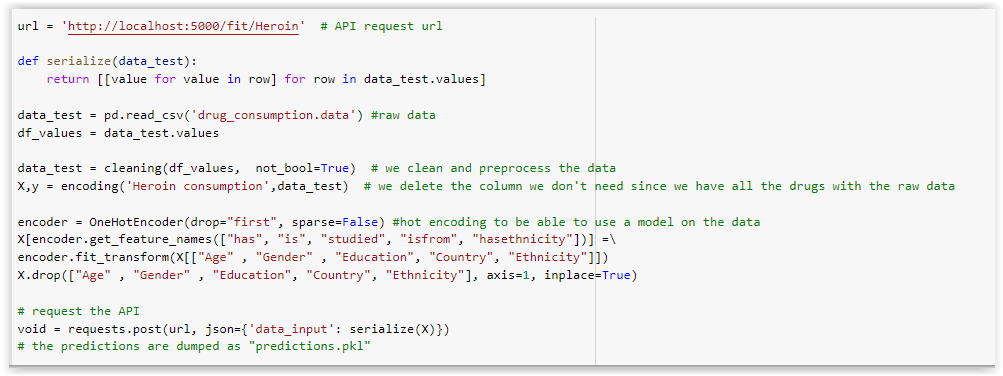 url = 'http://localhost:5000/fit/Heroin'  # API request url
def serialize(data_test):
    return [[value for value in row] for row in data_test.values]
data_test = pd.read_csv('drug_consumption.data') #raw data
df_values = data_test.values
data_test = cleaning(df_values,  not_bool=True)  # we clean and preprocess the data
X,y = encoding('Heroin consumption',data_test)  # we delete the column we don't need since we have all the drugs with the raw data
encoder = OneHotEncoder(drop="first", sparse=False) #hot encoding to be able to use a model on the data
X[encoder.get_feature_names(["has", "is", "studied", "isfrom", "hasethnicity"])] =\
encoder.fit_transform(X[["Age" , "Gender" , "Education", "Country", "Ethnicity"]])
X.drop(["Age" , "Gender" , "Education", "Country", "Ethnicity"], axis=1, inplace=True)
# request the API
void = requests.post(url, json={'data_input': serialize(X)})
# the predictions are dumped as "predictions.pkl"